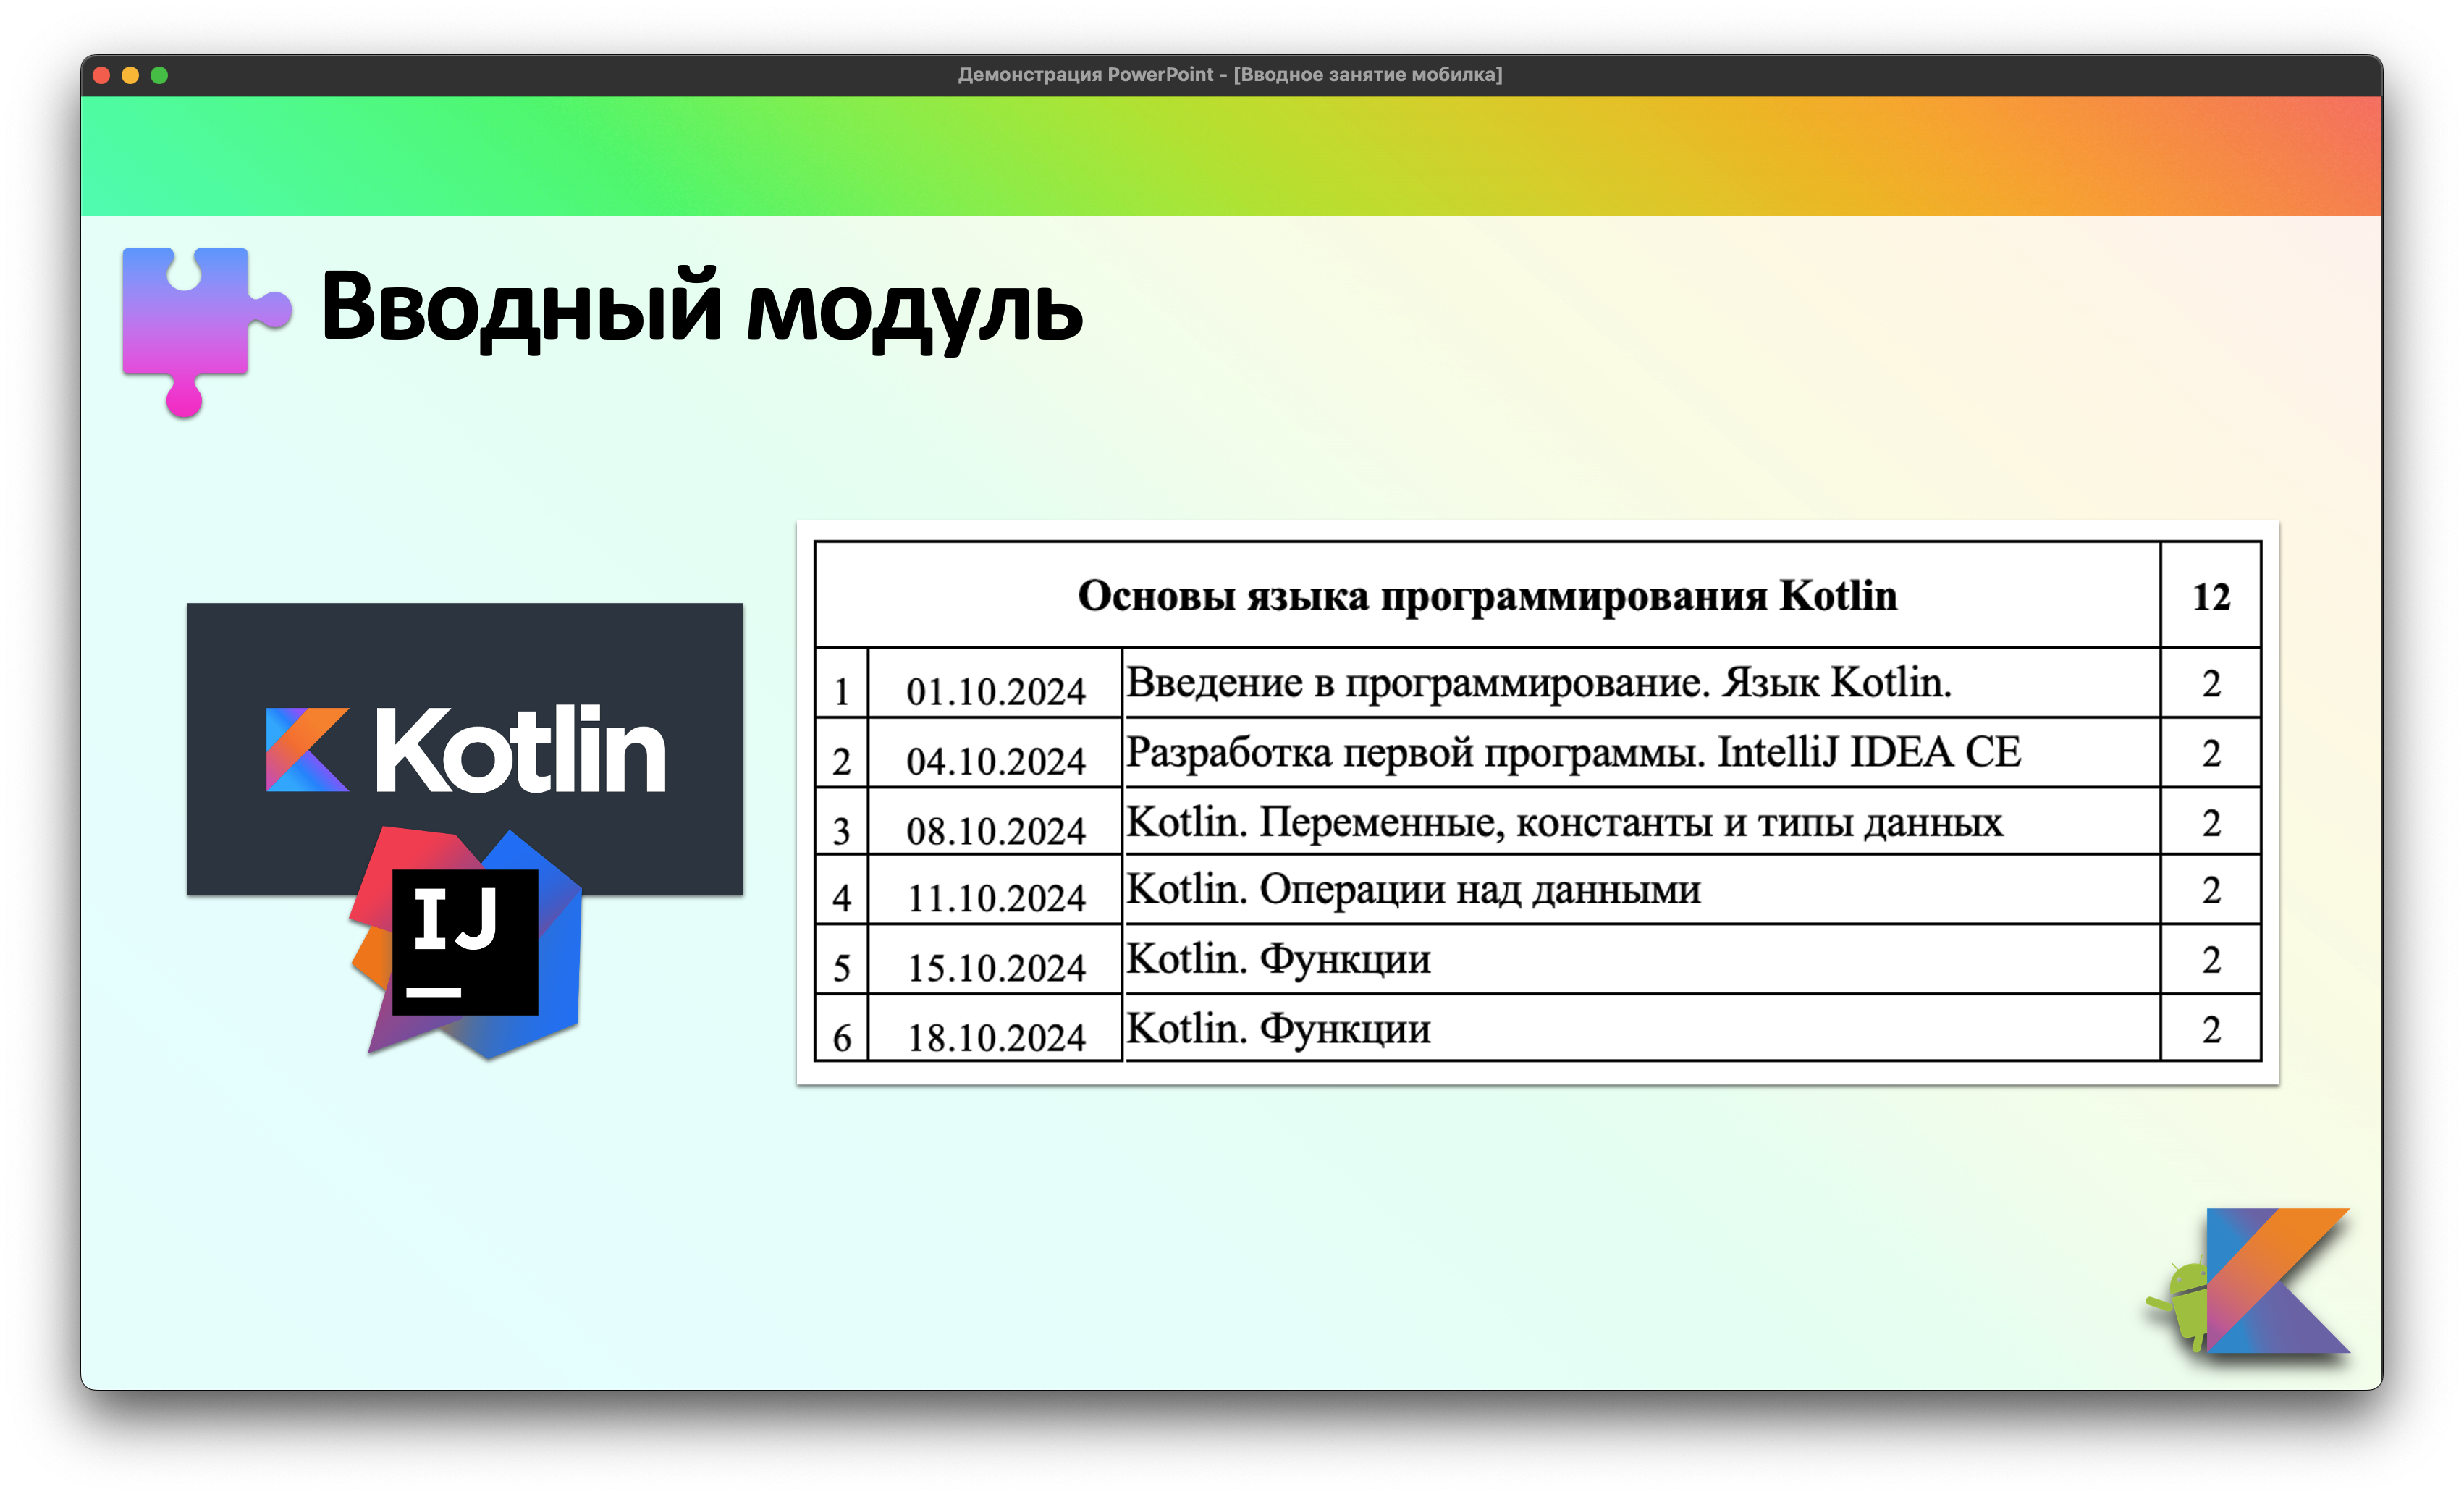 Демонстрация PowerPoint - [Вводное занятие мобилка]
Вводный модуль
Kotlin
IJ
Основы языка программирования Kotlin 12
1 01.10.2024 Введение в программирование. Язык Kotlin. 2
2 04.10.2024 Разработка первой программы. IntelliJ IDEA CE 2
3 08.10.2024 Kotlin. Переменные, константы и типы данных 2
4 11.10.2024 Kotlin. Операции над данными 2
5 15.10.2024 Kotlin. Функции 2
6 18.10.2024 Kotlin. Функции 2